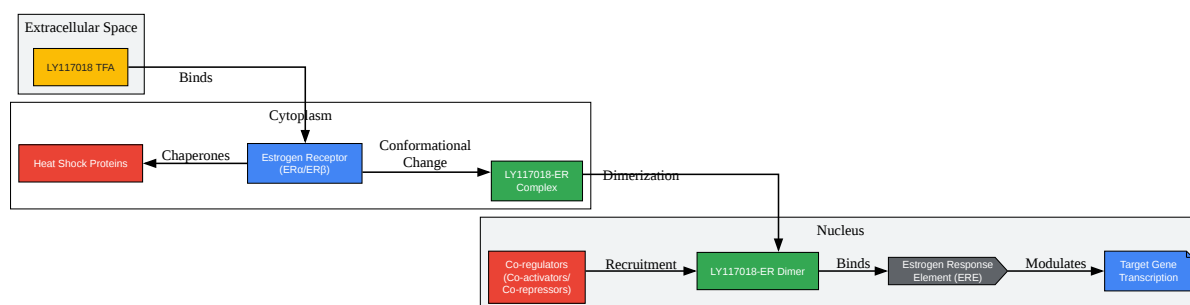 Extracellular Space
LY117018 TFA
Binds
Cytoplasm
Heat Shock Proteins
Chaperones
Estrogen Receptor
(ERα/ERβ)
Conformational
Change
LY117018-ER
Complex
Dimerization
Nucleus
Co-regulators
(Co-activators/
Co-repressors)
Recruitment
LY117018-ER Dimer
Binds
Estrogen Response
Element (ERE)
Modulates
Target Gene
Transcription